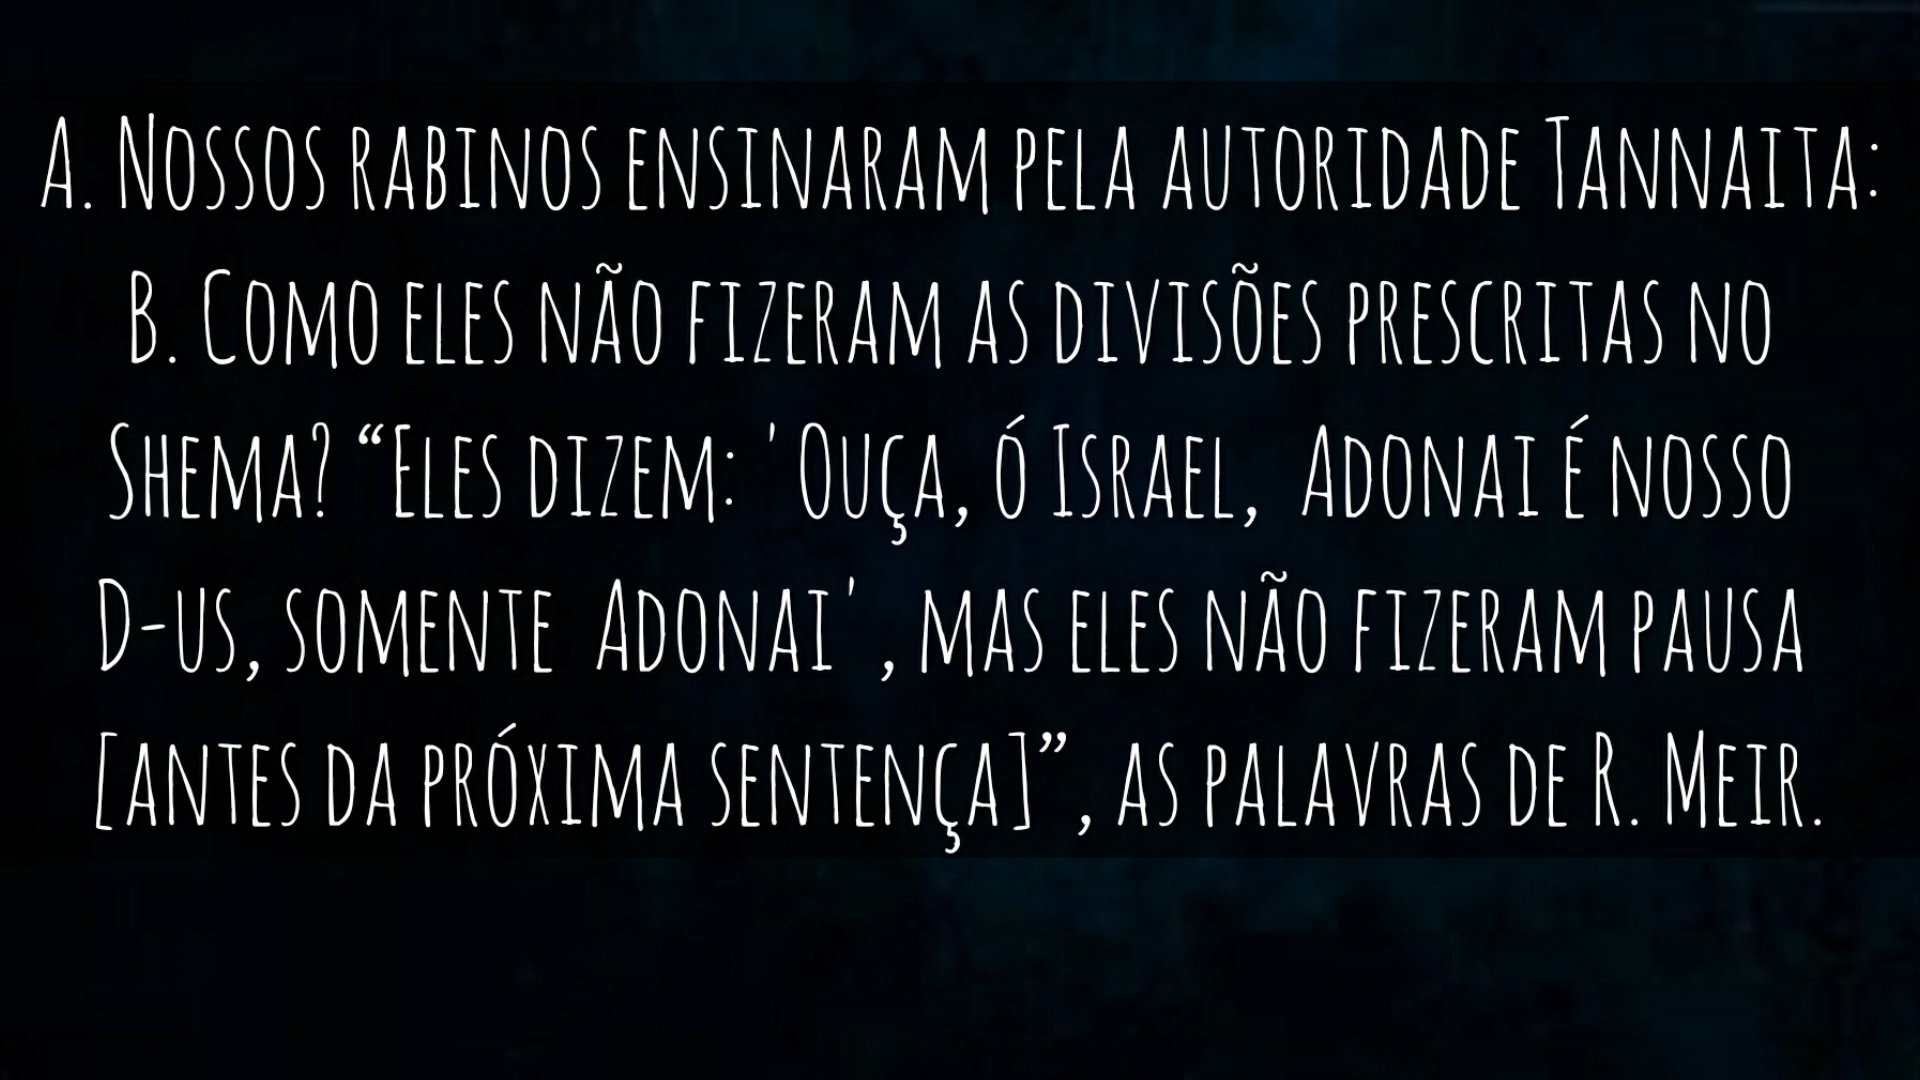 A. Nossos rabinos ensinaram pela autoridade Tannaita:
B. Como eles não fizeram as divisões prescritas no
Shema? “Eles dizem: 'Ouça, ó Israel, Adonai é nosso
D-us, somente Adonai', mas eles não fizeram pausa
[antes da próxima sentença]”, as palavras de R. Meir.